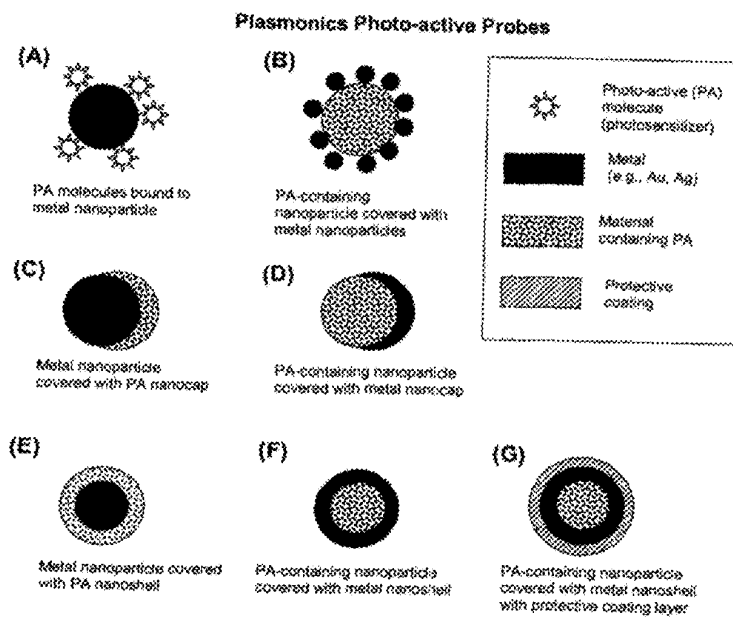 Plasmonics Photo-active Probes
(A)
PA molecules bound to
metal nanoparticle
(B)
PA-containing
nanoparticle covered with
metal nanoparticles
Photo-active (PA)
molecule
(photosensitizer)
Metal
(e.g., Au, Ag)
Material
containing PA
Protective
coating
(C)
Metal nanoparticle
covered with PA nanocap
(D)
PA-containing nanoparticle
covered with metal nanocap
(E)
Metal nanoparticle covered
with PA nanoshell
(F)
PA-containing nanoparticle
covered with metal nanoshell
(G)
PA-containing nanoparticle
covered with metal nanoshell
with protective coating layer